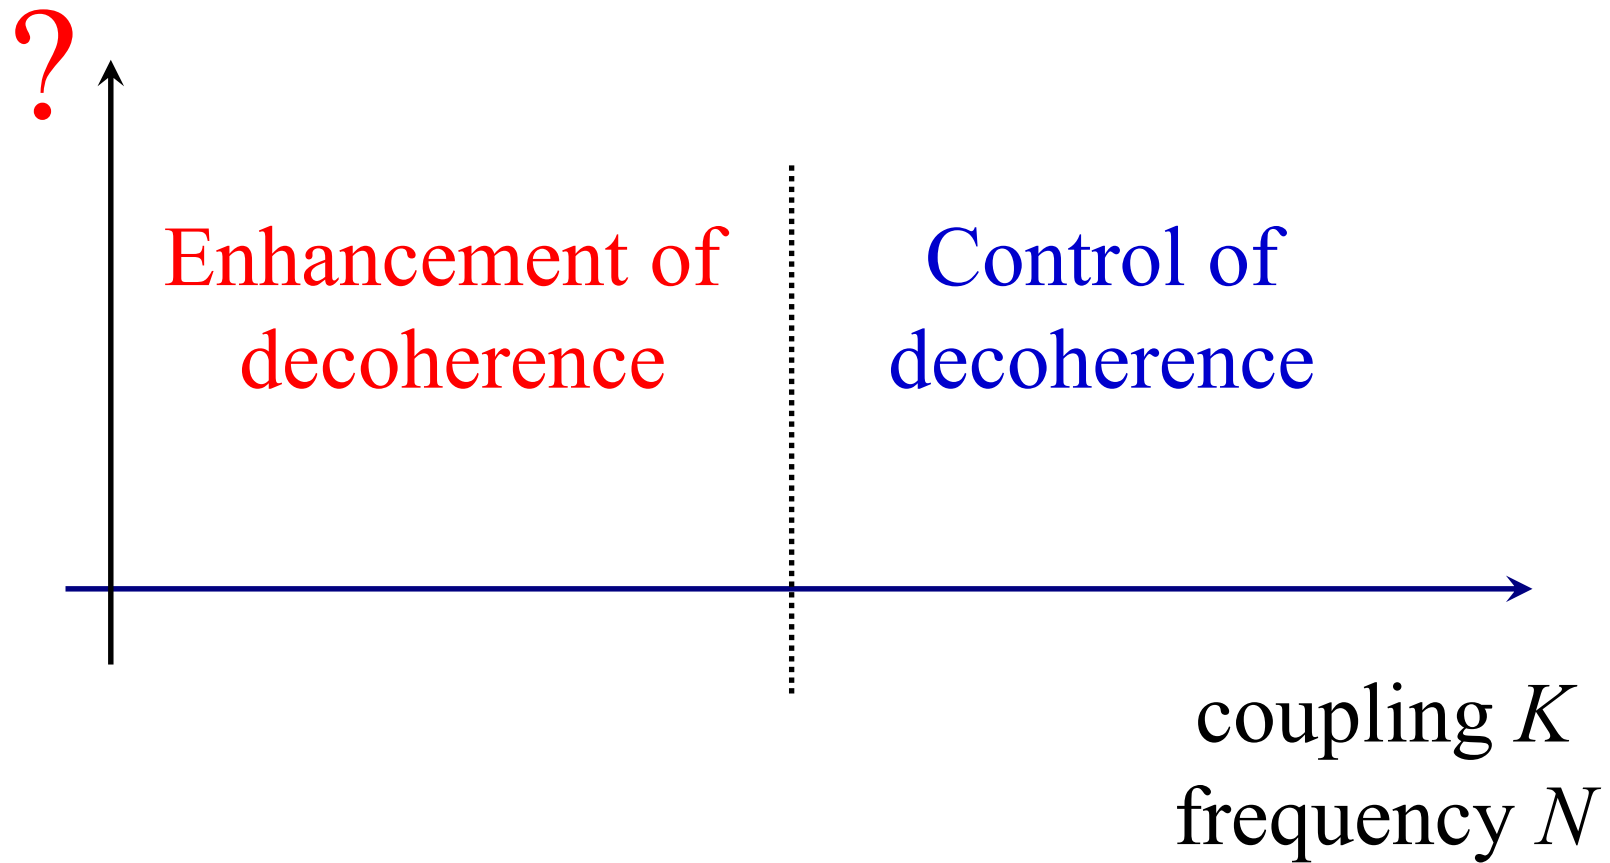 ?
Enhancement of
decoherence
Control of
decoherence
coupling K
frequency N